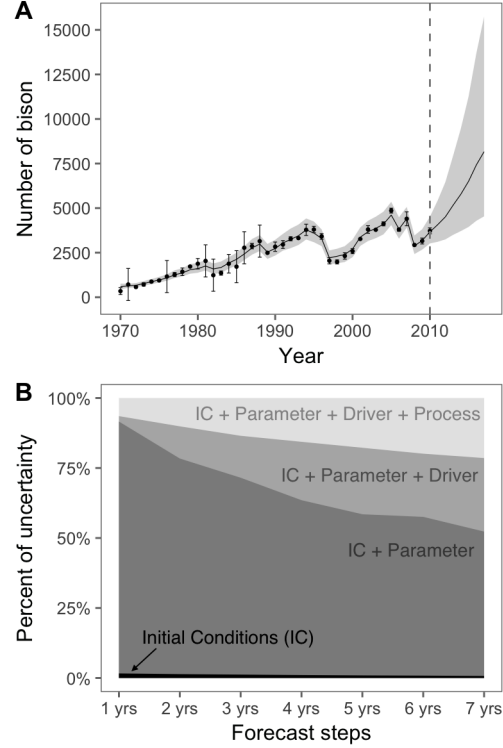 A
15000
12500
10000
7500
5000
2500
0
Number of bison
1970
1980
1990
2000
2010
Year
B
100%
75%
50%
25%
0%
Percent of uncertainty
IC + Parameter + Driver + Process
IC + Parameter + Driver
IC + Parameter
Initial Conditions (IC)
1 yrs
2 yrs
3 yrs
4 yrs
5 yrs
6 yrs
7 yrs
Forecast steps